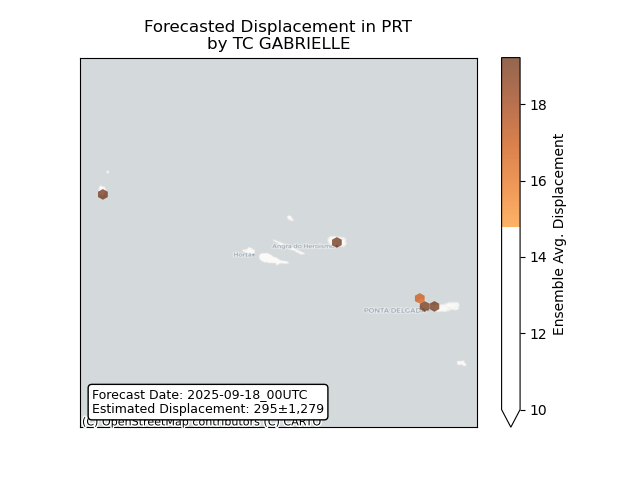 Forecasted Displacement in PRT
by TC GABRIELLE
Angra do Heroísmo
Horta
PONTA DELGADA
Forecast Date: 2025-09-18_00UTC
Estimated Displacement: 295±1,279
(C) OpenStreetMap contributors (C) CARTO
18
16
14
12
10
Ensemble Avg. Displacement